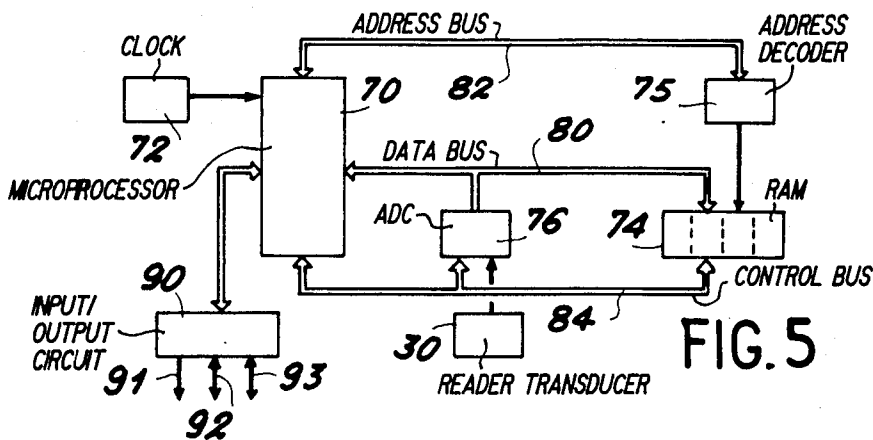 ADDRESS BUS
ADDRESS
DECODER
CLOCK
70
82
75
72
DATA BUS
80
MICROPROCESSOR
RAM
ADC
76
74
CONTROL BUS
90
INPUT/
OUTPUT
CIRCUIT
84
30
FIG. 5
91
92
93
READER TRANSDUCER